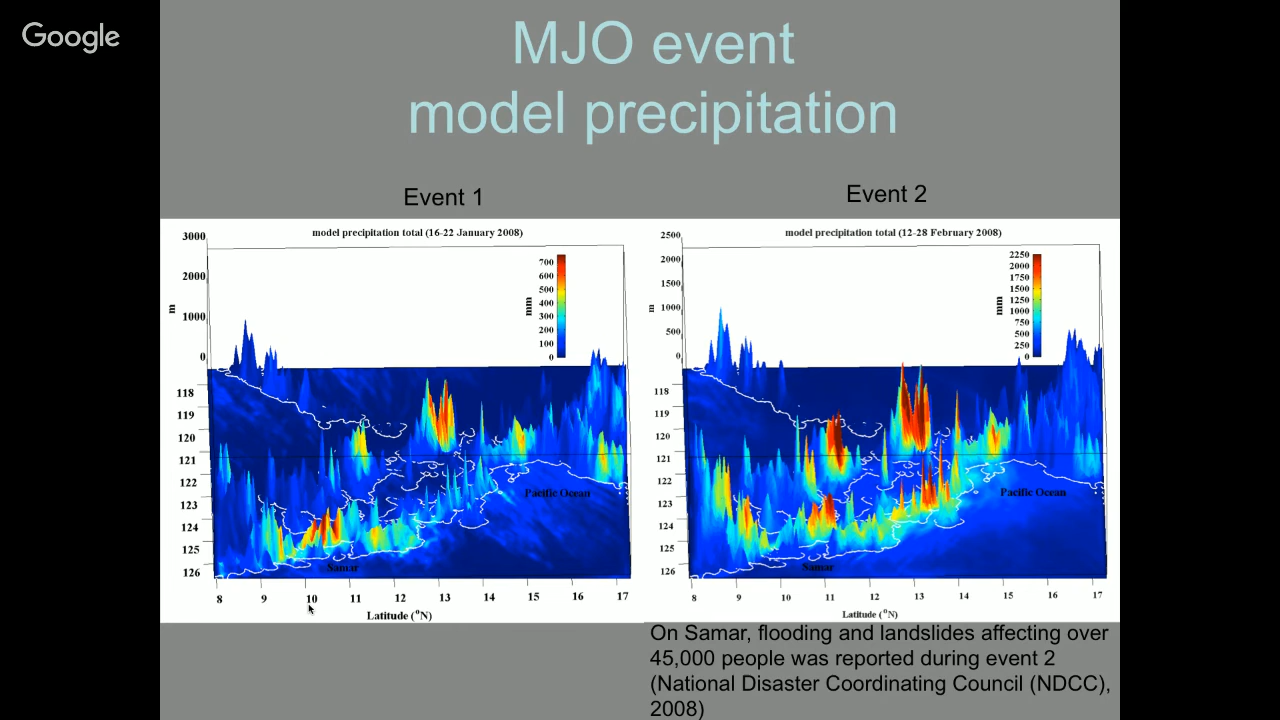 Google
MJO event
model precipitation
Event 1
Event 2
model precipitation total (16-22 January 2008)
3000
2000
1000
0
m
700
600
500
400
300
200
100
0
mm
118
119
120
121
122
123
124
125
126
Pacific Ocean
Samar
8 9 10 11 12 13 14 15 16 17
Latitude (°N)
model precipitation total (12-28 February 2008)
2500
2000
1500
1000
500
0
m
2250
2000
1750
1500
1250
1000
750
500
250
0
mm
118
119
120
121
122
123
124
125
126
Pacific Ocean
Samar
8 9 10 11 12 13 14 15 16 17
Latitude (°N)
On Samar, flooding and landslides affecting over
45,000 people was reported during event 2
(National Disaster Coordinating Council (NDCC),
2008)